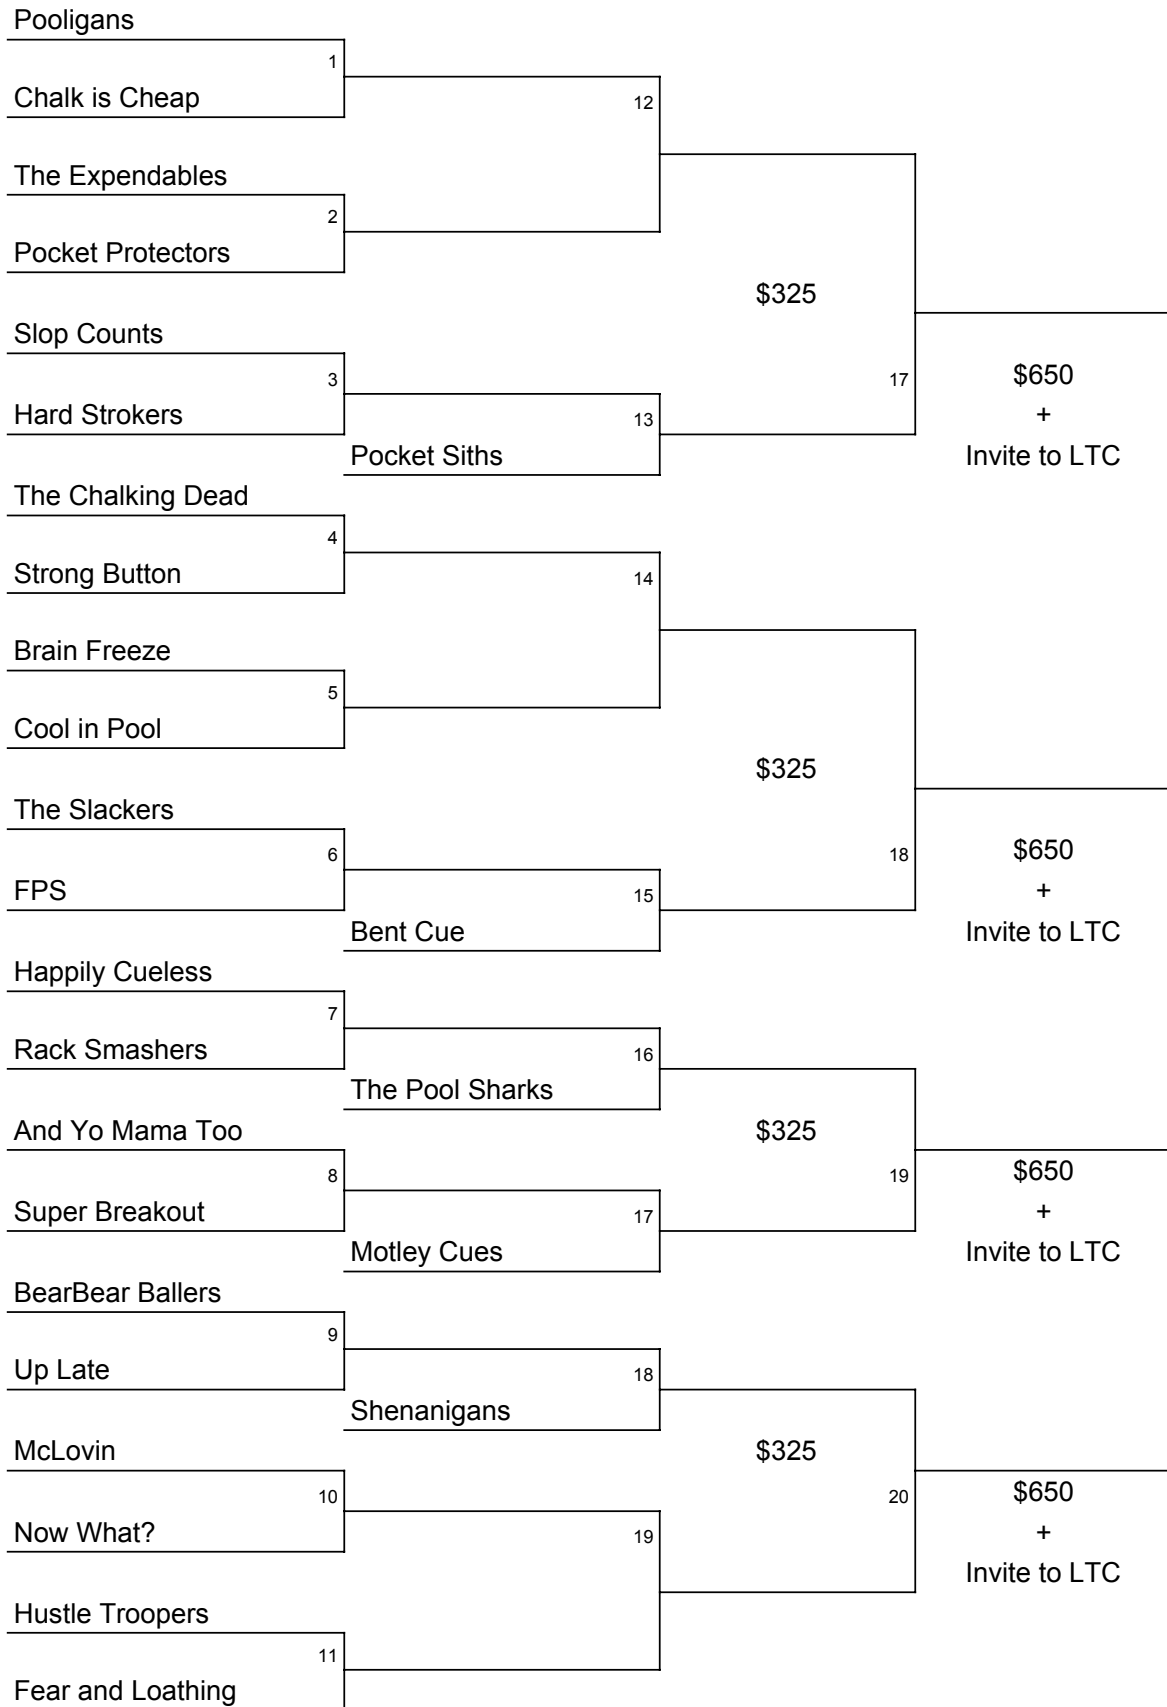 Pooligans
1
Chalk is Cheap
12
The Expendables
2
Pocket Protectors
$325
Slop Counts
3
17
$650
Hard Strokers
13
+
Pocket Siths
Invite to LTC
The Chalking Dead
4
Strong Button
14
Brain Freeze
5
Cool in Pool
$325
The Slackers
6
18
$650
FPS
15
+
Bent Cue
Invite to LTC
Happily Cueless
7
Rack Smashers
16
The Pool Sharks
And Yo Mama Too
$325
8
19
$650
Super Breakout
17
+
Motley Cues
Invite to LTC
BearBear Ballers
9
Up Late
18
Shenanigans
McLovin
$325
10
20
$650
Now What?
19
+
Invite to LTC
Hustle Troopers
11
Fear and Loathing